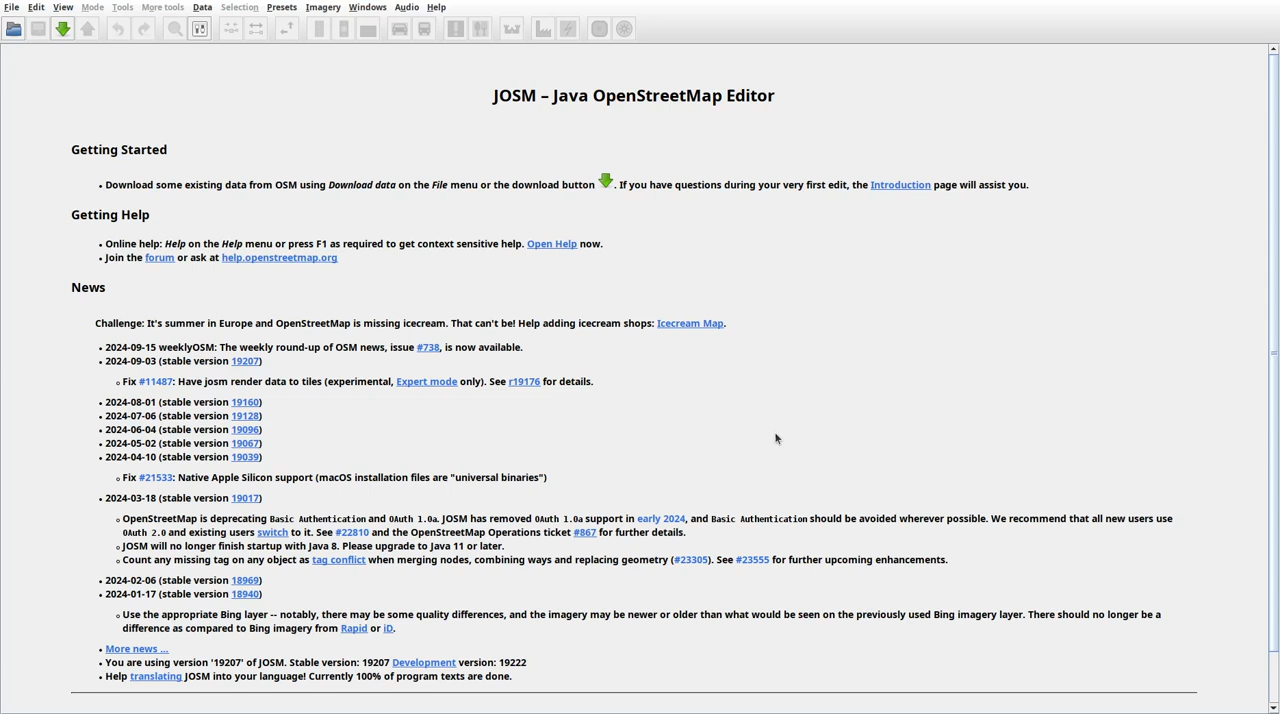 File Edit View Mode Tools More tools Data Selection Presets Imagery Windows Audio Help
JOSM – Java OpenStreetMap Editor
Getting Started
• Download some existing data from OSM using Download data on the File menu or the download button . If you have questions during your very first edit, the Introduction page will assist you.
Getting Help
• Online help: Help on the Help menu or press F1 as required to get context sensitive help. Open Help now.
• Join the forum or ask at help.openstreetmap.org
News
Challenge: It's summer in Europe and OpenStreetMap is missing icecream. That can't be! Help adding icecream shops: Icecream Map.
• 2024-09-15 weeklyOSM: The weekly round-up of OSM news, issue #738, is now available.
• 2024-09-03 (stable version 19207)
◦ Fix #11487: Have josm render data to tiles (experimental, Expert mode only). See r19176 for details.
• 2024-08-01 (stable version 19160)
• 2024-07-06 (stable version 19128)
• 2024-06-04 (stable version 19096)
• 2024-05-02 (stable version 19067)
• 2024-04-10 (stable version 19039)
◦ Fix #21533: Native Apple Silicon support (macOS installation files are "universal binaries")
• 2024-03-18 (stable version 19017)
◦ OpenStreetMap is deprecating Basic Authentication and OAuth 1.0a. JOSM has removed OAuth 1.0a support in early 2024, and Basic Authentication should be avoided wherever possible. We recommend that all new users use
OAuth 2.0 and existing users switch to it. See #22810 and the OpenStreetMap Operations ticket #867 for further details.
◦ JOSM will no longer finish startup with Java 8. Please upgrade to Java 11 or later.
◦ Count any missing tag on any object as tag conflict when merging nodes, combining ways and replacing geometry (#23305). See #23555 for further upcoming enhancements.
• 2024-02-06 (stable version 18969)
• 2024-01-17 (stable version 18940)
◦ Use the appropriate Bing layer -- notably, there may be some quality differences, and the imagery may be newer or older than what would be seen on the previously used Bing imagery layer. There should no longer be a
difference as compared to Bing imagery from Rapid or iD.
• More news ...
• You are using version '19207' of JOSM. Stable version: 19207 Development version: 19222
• Help translating JOSM into your language! Currently 100% of program texts are done.